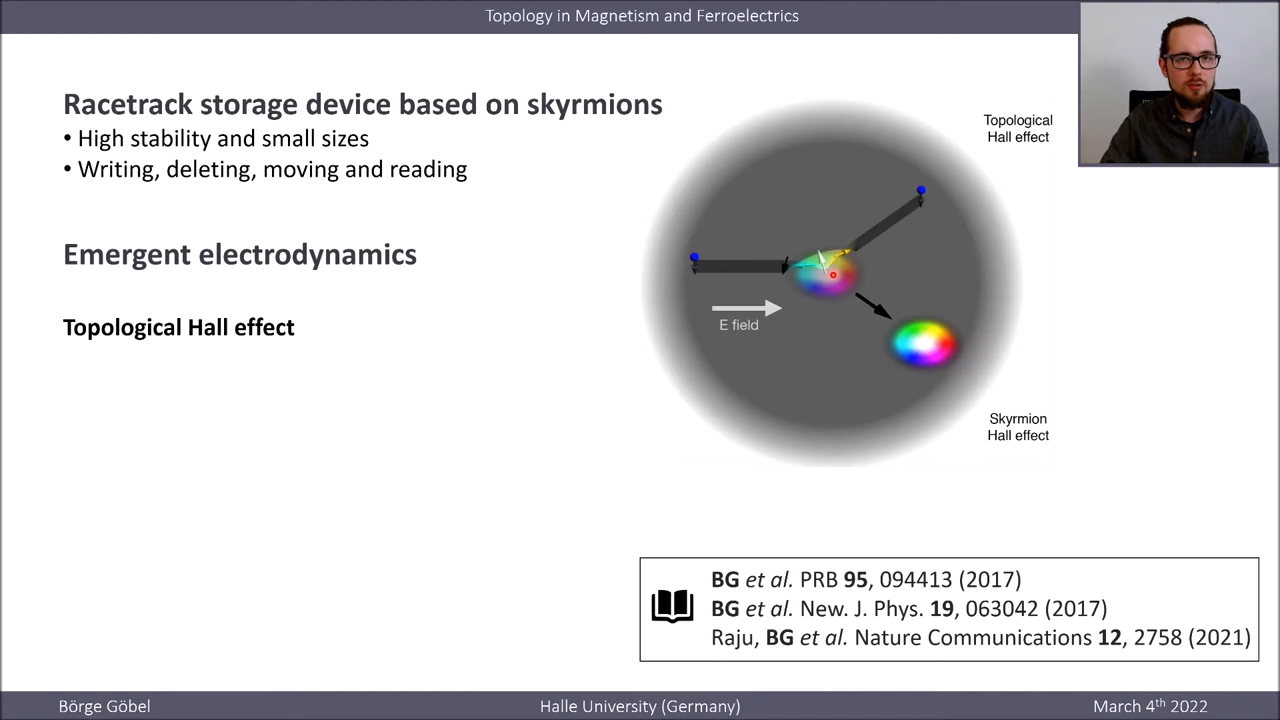 Topology in Magnetism and Ferroelectrics
Racetrack storage device based on skyrmions
• High stability and small sizes
• Writing, deleting, moving and reading
Emergent electrodynamics
Topological Hall effect
Topological
Hall effect
E field
Skyrmion
Hall effect
BG et al. PRB 95, 094413 (2017)
BG et al. New. J. Phys. 19, 063042 (2017)
Raju, BG et al. Nature Communications 12, 2758 (2021)
Börge Göbel
Halle University (Germany)
March 4th 2022